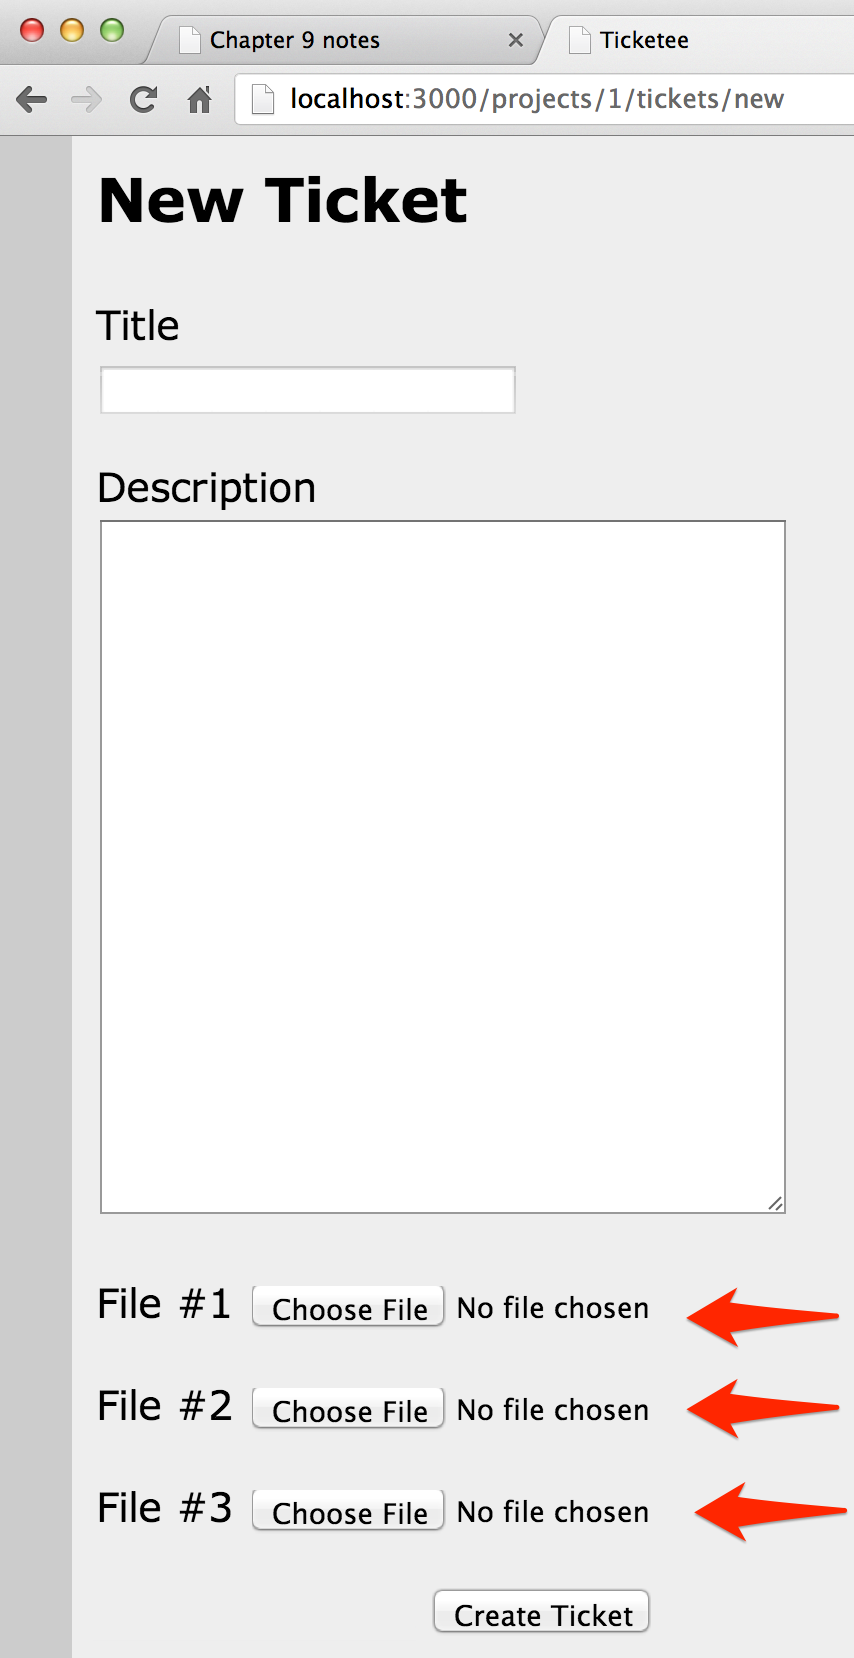 Chapter 9 notes
Ticketee
localhost:3000/projects/1/tickets/new
New Ticket
Title
Description
File #1 Choose File No file chosen
File #2 Choose File No file chosen
File #3 Choose File No file chosen
Create Ticket